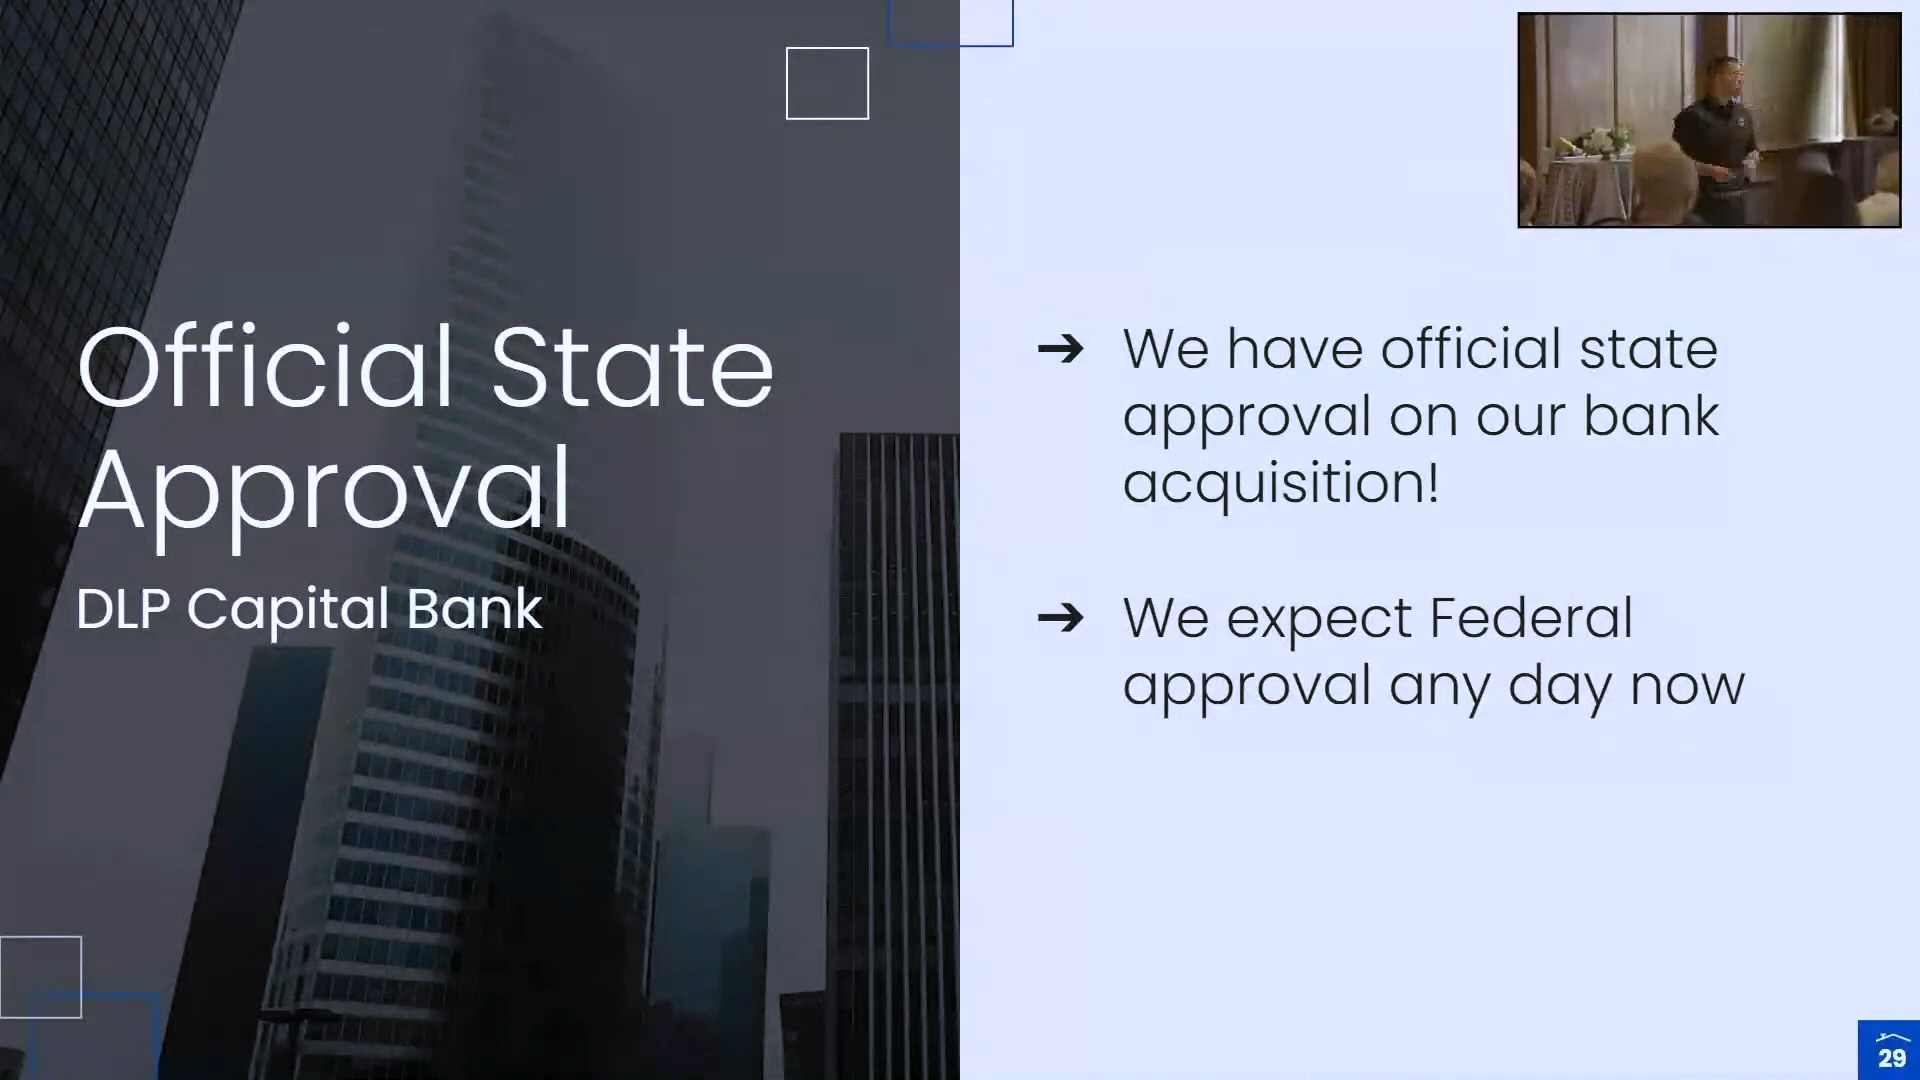 Official State
Approval
DLP Capital Bank
➔ We have official state
approval on our bank
acquisition!
➔ We expect Federal
approval any day now
29